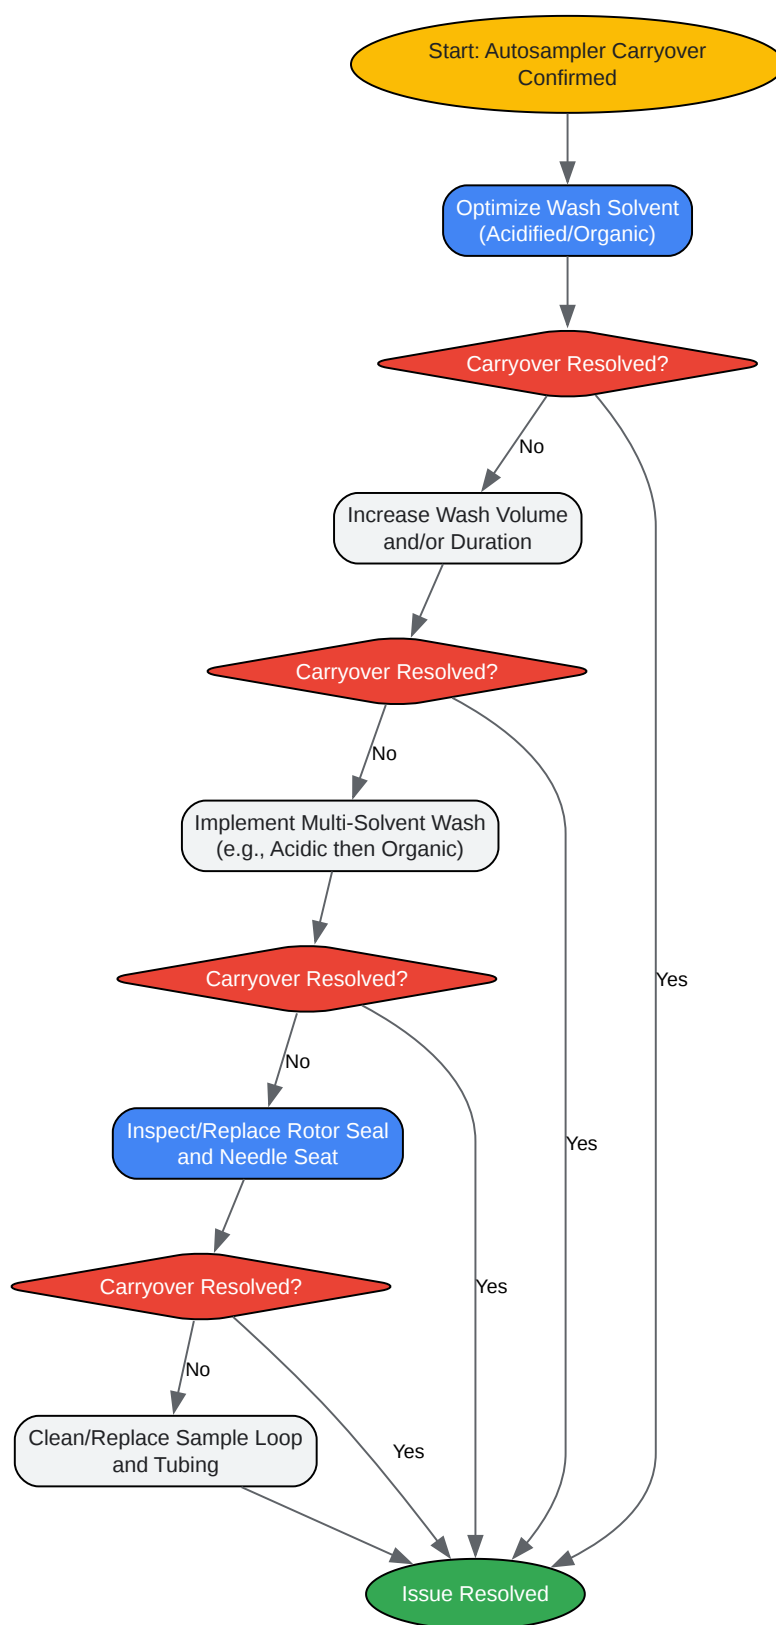 Start: Autosampler Carryover
Confirmed
Optimize Wash Solvent
(Acidified/Organic)
Carryover Resolved?
No
Increase Wash Volume
and/or Duration
Carryover Resolved?
No
Implement Multi-Solvent Wash
(e.g., Acidic then Organic)
Carryover Resolved?
Yes
No
Inspect/Replace Rotor Seal
and Needle Seat
Yes
Carryover Resolved?
Yes
No
Clean/Replace Sample Loop
and Tubing
Yes
Issue Resolved